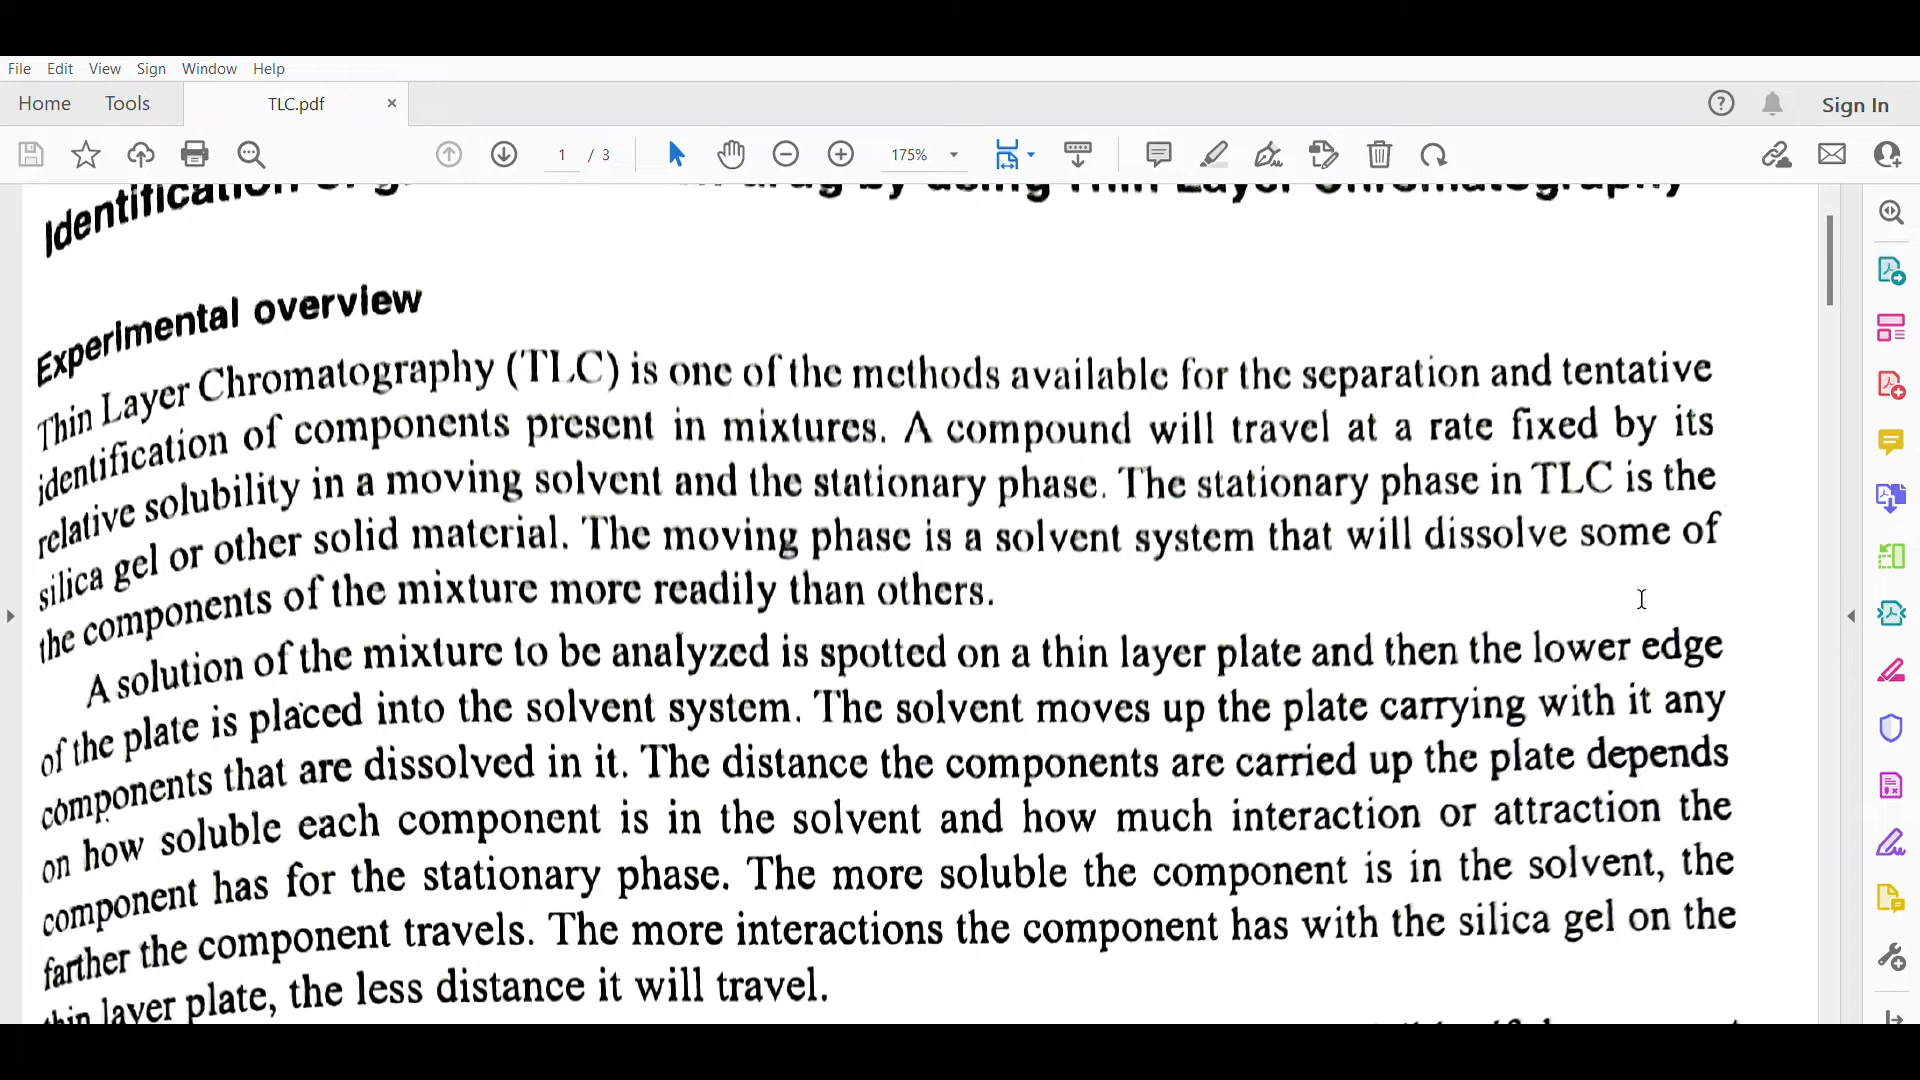 File Edit View Sign Window Help
Home Tools TLC.pdf × Sign In
1 / 3 175%
Identification drug by using Thin Layer Chromatography
Experimental overview
Thin Layer Chromatography (TLC) is one of the methods available for the separation and tentative
identification of components present in mixtures. A compound will travel at a rate fixed by its
relative solubility in a moving solvent and the stationary phase. The stationary phase in TLC is the
silica gel or other solid material. The moving phase is a solvent system that will dissolve some of
the components of the mixture more readily than others.
A solution of the mixture to be analyzed is spotted on a thin layer plate and then the lower edge
of the plate is placed into the solvent system. The solvent moves up the plate carrying with it any
components that are dissolved in it. The distance the components are carried up the plate depends
on how soluble each component is in the solvent and how much interaction or attraction the
component has for the stationary phase. The more soluble the component is in the solvent, the
farther the component travels. The more interactions the component has with the silica gel on the
thin layer plate, the less distance it will travel.